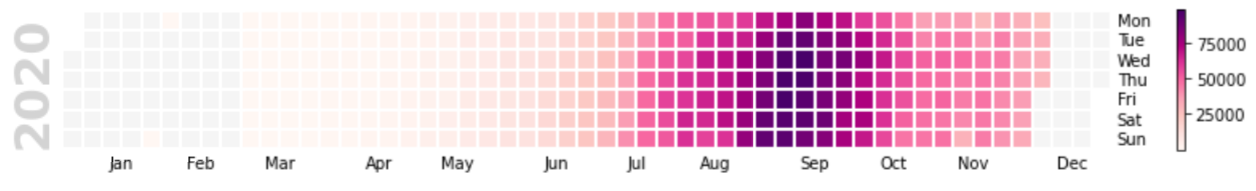 2020
Mon
Tue
Wed
Thu
Fri
Sat
Sun
Jan Feb Mar Apr May Jun Jul Aug Sep Oct Nov Dec
75000
50000
25000